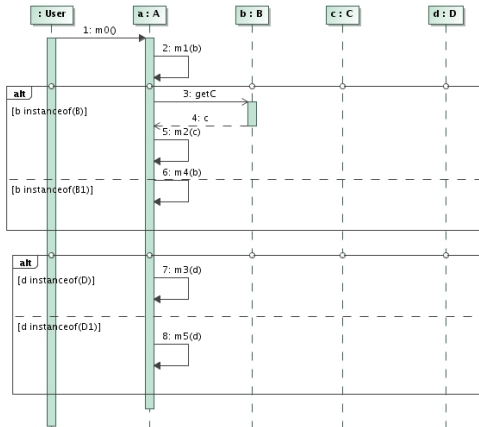 : User
a : A
b : B
c : C
d : D
1: m0()
2: m1(b)
alt
3: getC
[b instanceof(B)]
4: c
5: m2(c)
6: m4(b)
[b instanceof(B1)]
alt
7: m3(d)
[d instanceof(D)]
[d instanceof(D1)]
8: m5(d)